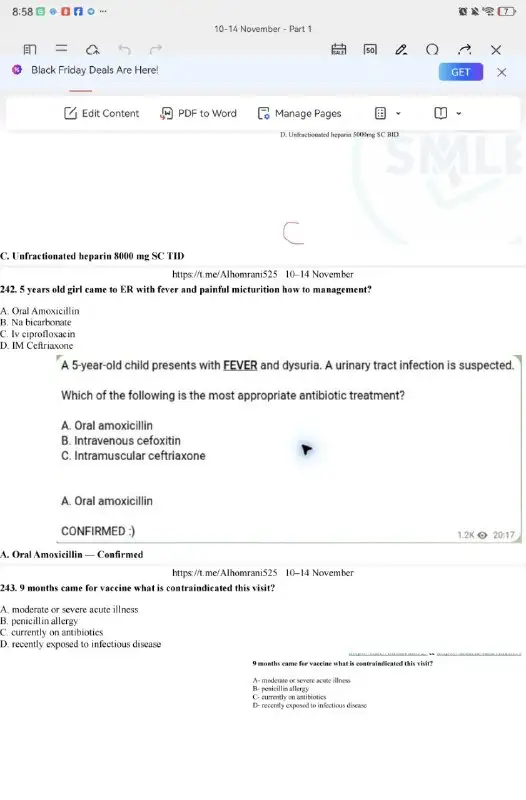 8:58
7
10-14 November - Part 1
50
Black Friday Deals Are Here!
GET
Edit Content
PDF to Word
Manage Pages
D. Unfractionated heparin 5000mg SC BID
SMLE
C. Unfractionated heparin 8000 mg SC TID
https://t.me/Alhomrani525 10–14 November
242. 5 years old girl came to ER with fever and painful micturition how to management?
A. Oral Amoxicillin
B. Na bicarbonate
C. Iv ciprofloxacin
D. IM Ceftriaxone
A 5-year-old child presents with FEVER and dysuria. A urinary tract infection is suspected.
Which of the following is the most appropriate antibiotic treatment?
A. Oral amoxicillin
B. Intravenous cefoxitin
C. Intramuscular ceftriaxone
A. Oral amoxicillin
CONFIRMED :)
1.2K 20:17
A. Oral Amoxicillin — Confirmed
https://t.me/Alhomrani525 10–14 November
243. 9 months came for vaccine what is contraindicated this visit?
A. moderate or severe acute illness
B. penicillin allergy
C. currently on antibiotics
D. recently exposed to infectious disease
9 months came for vaccine what is contraindicated this visit?
A- moderate or severe acute illness
B- penicillin allergy
C- currently on antibiotics
D- recently exposed to infectious disease